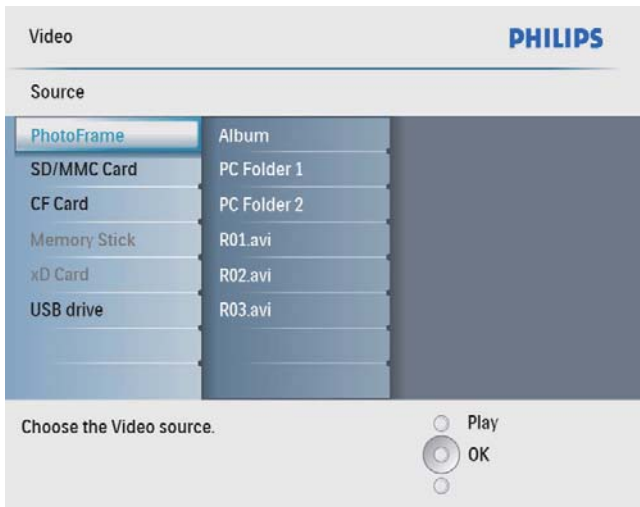 Video
PHILIPS
Source
PhotoFrame
SD/MMC Card
CF Card
Memory Stick
xD Card
USB drive
Album
PC Folder 1
PC Folder 2
R01.avi
R02.avi
R03.avi
Choose the Video source.
Play
OK